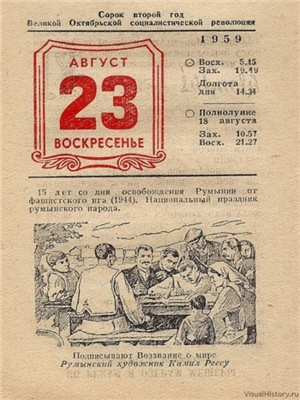 Сорок второй год
Великой Октябрьской социалистической революции
1959
АВГУСТ
23
ВОСКРЕСЕНЬЕ
Восх. 5.15
Зах. 19.49
Долгота
дня 14.34
Полнолуние
18 августа
Зах. 10.57
Восх. 21.27
15 лет со дня освобождения Румынии от
фашистского ига (1944). Национальный праздник
румынского народа.
Подписывают Воззвание о мире
Румынский художник Камил Рессу
VisualHistory.ru